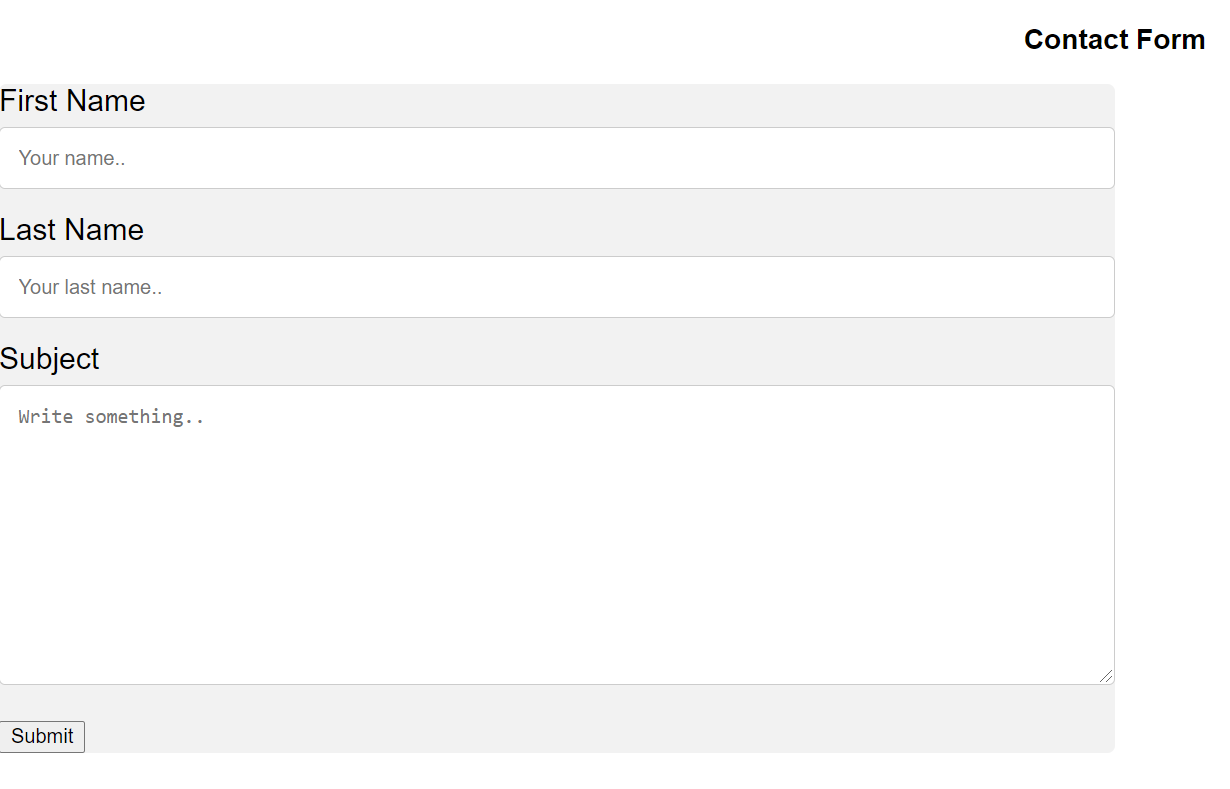 Contact Form
First Name
Your name..
Last Name
Your last name..
Subject
Write something..
Submit